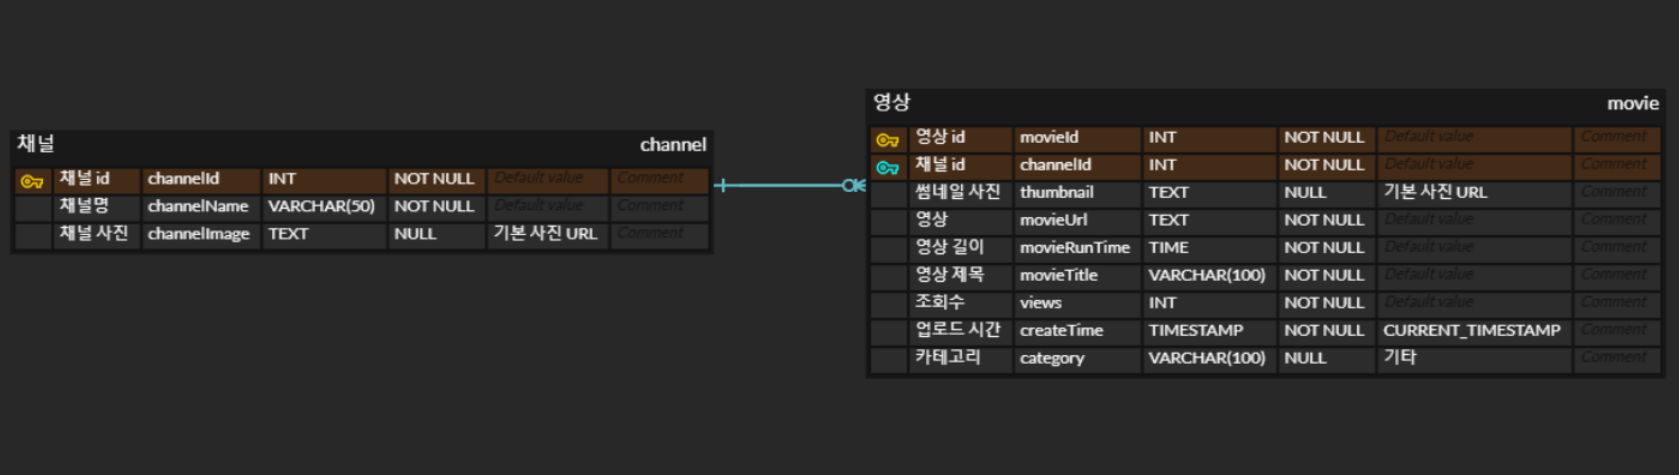 채널 channel
채널 id channelId INT NOT NULL Default value Comment
채널명 channelName VARCHAR(50) NOT NULL Default value Comment
채널 사진 channelImage TEXT NULL 기본 사진 URL Comment
영상 movie
영상 id movieId INT NOT NULL Default value Comment
채널 id channelId INT NOT NULL Default value Comment
썸네일 사진 thumbnail TEXT NULL 기본 사진 URL Comment
영상 movieUrl TEXT NOT NULL Default value Comment
영상 길이 movieRunTime TIME NOT NULL Default value Comment
영상 제목 movieTitle VARCHAR(100) NOT NULL Default value Comment
조회수 views INT NOT NULL Default value Comment
업로드 시간 createTime TIMESTAMP NOT NULL CURRENT_TIMESTAMP Comment
카테고리 category VARCHAR(100) NULL 기타 Comment